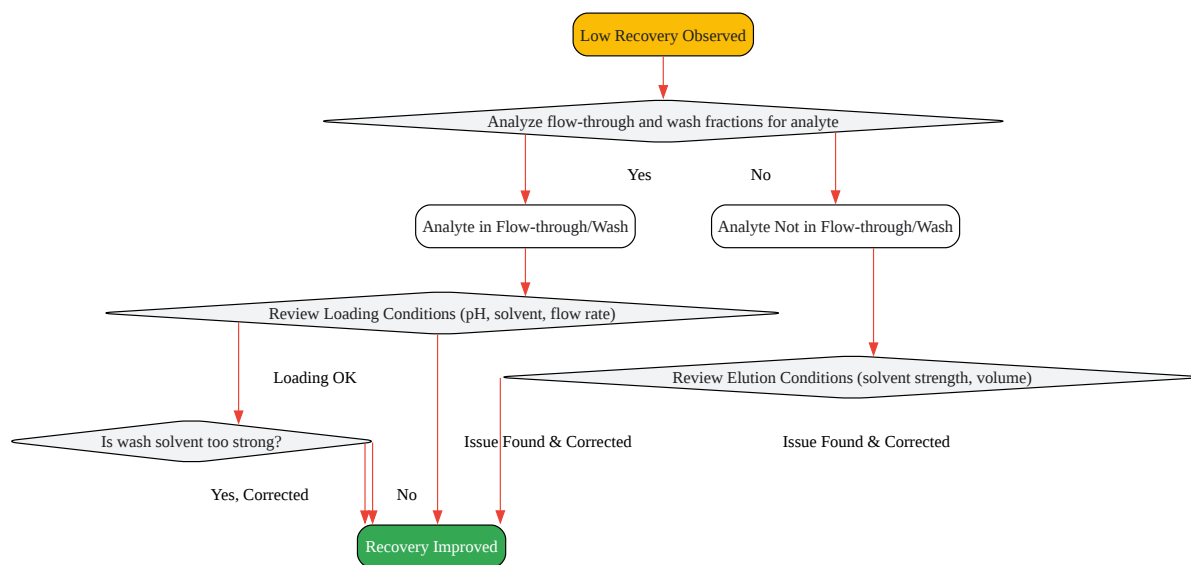 Low Recovery Observed
Analyze flow-through and wash fractions for analyte
Yes
No
Analyte in Flow-through/Wash
Analyte Not in Flow-through/Wash
Review Loading Conditions (pH, solvent, flow rate)
Loading OK
Review Elution Conditions (solvent strength, volume)
Is wash solvent too strong?
Issue Found & Corrected
Issue Found & Corrected
Yes, Corrected
No
Recovery Improved